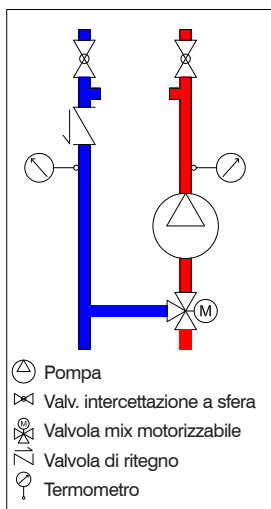 M
Pompa
Valv. intercettazione a sfera
M
Valvola mix motorizzabile
Valvola di ritegno
Termometro